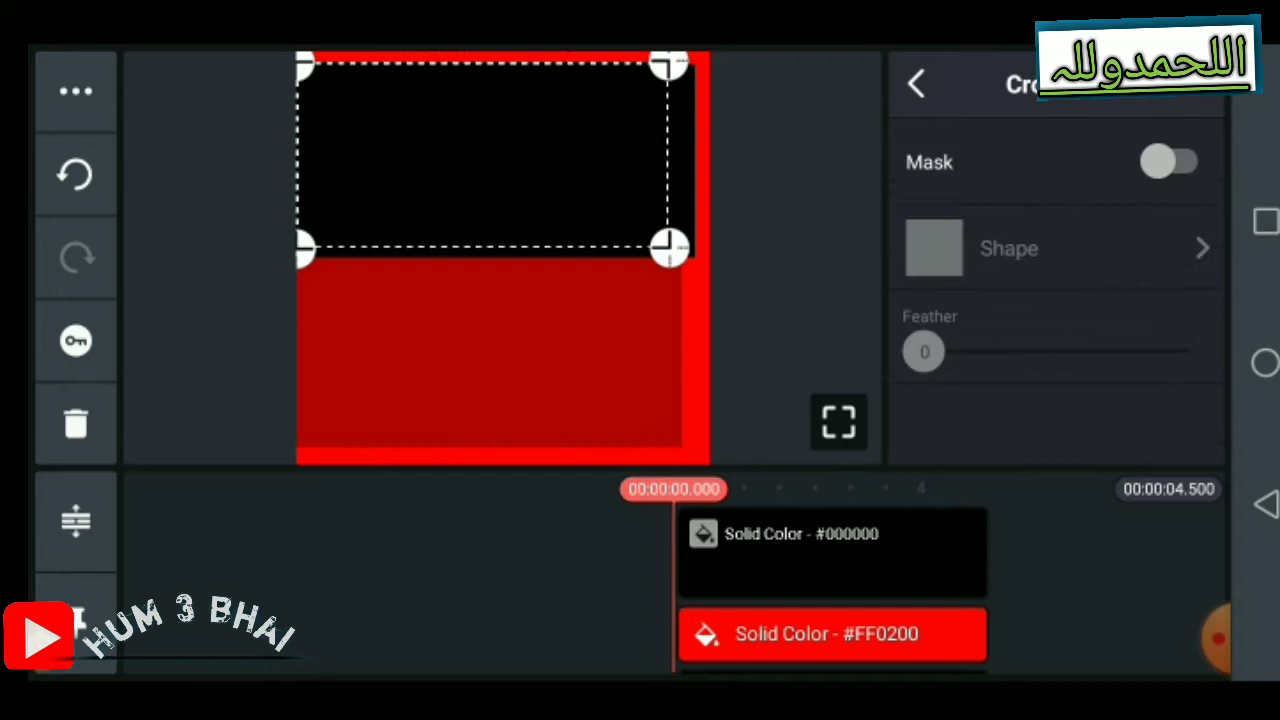 اللحمدوللہ
Cro
Mask
Shape
Feather
0
00:00:00.000
4
00:00:04.500
Solid Color - #000000
Solid Color - #FF0200
HUM 3 BHAI